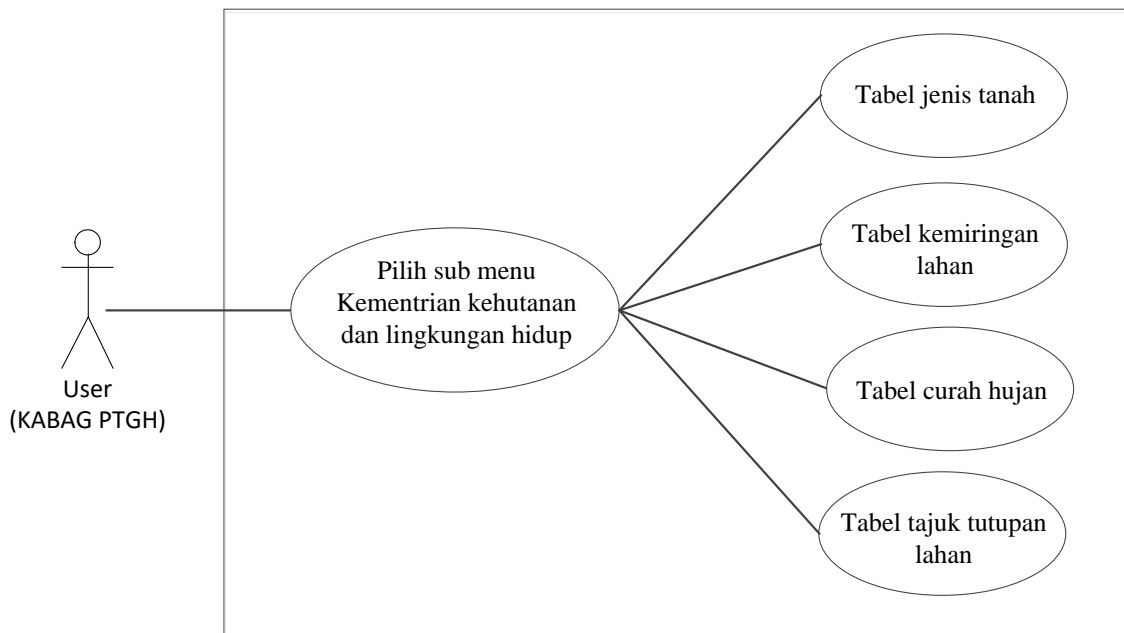 Tabel jenis tanah
Tabel kemiringan
lahan
Pilih sub menu
Kementrian kehutanan
dan lingkungan hidup
User
(KABAG PTGH)
Tabel curah hujan
Tabel tajuk tutupan
lahan